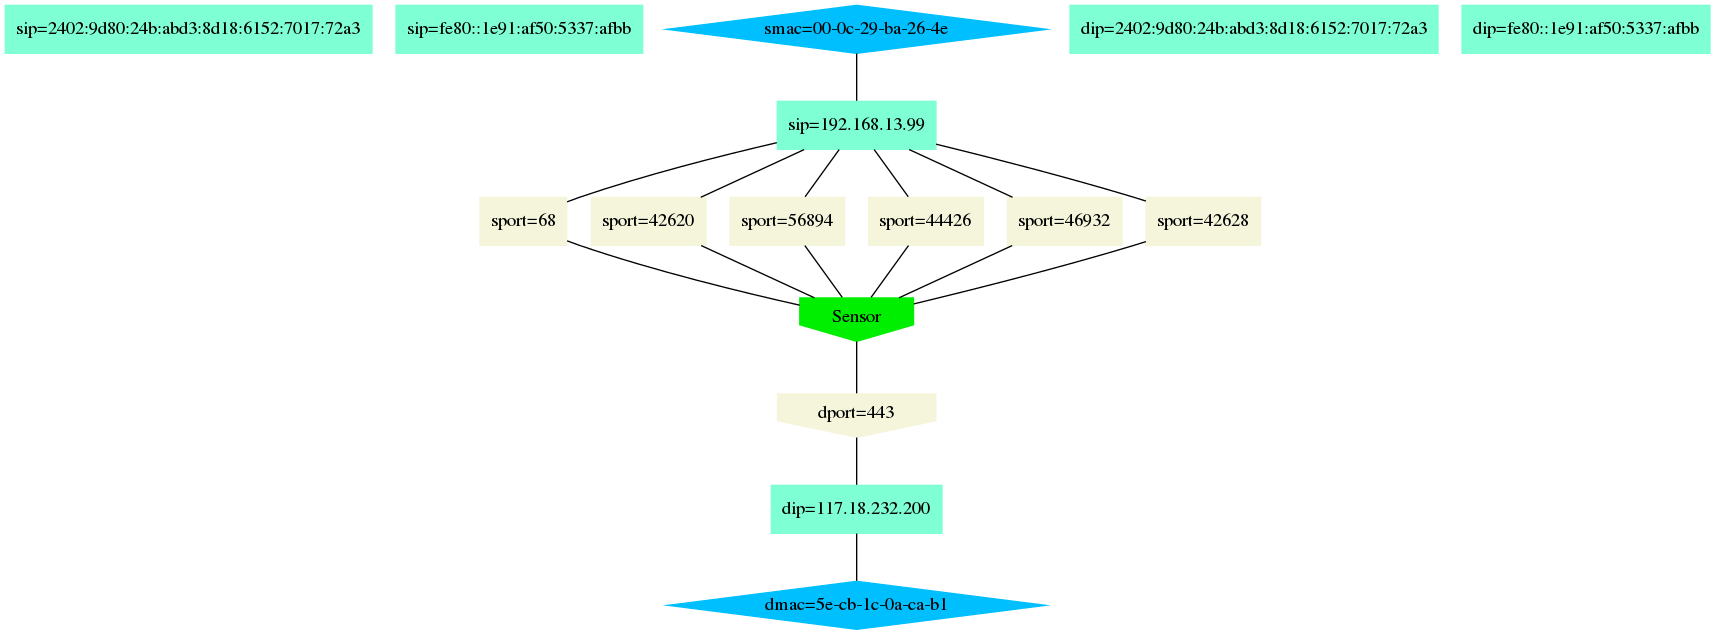 sip=2402:9d80:24b:abd3:8d18:6152:7017:72a3
sip=fe80::1e91:af50:5337:afbb
smac=00-0c-29-ba-26-4e
dip=2402:9d80:24b:abd3:8d18:6152:7017:72a3
dip=fe80::1e91:af50:5337:afbb
sip=192.168.13.99
sport=68
sport=42620
sport=56894
sport=44426
sport=46932
sport=42628
Sensor
dport=443
dip=117.18.232.200
dmac=5e-cb-1c-0a-ca-b1